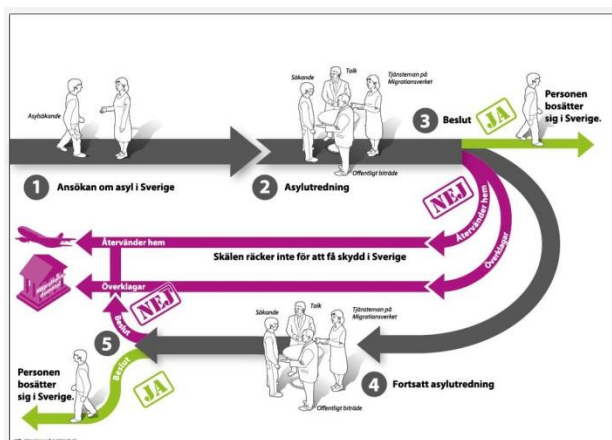 Asylsökande
1 Ansökan om asyl i Sverige
Sökande
Tolk
Tjänsteman på
Migrationsverket
Offentligt biträde
2 Asylutredning
3 Beslut
JA
Personen
bosätter
sig i Sverige.
NEJ
Återvänder hem
Överklagar
Återvänder hem
Skälen räcker inte för att få skydd i Sverige
Överklagar
NEJ
Beslut
Sökande
Tolk
Tjänsteman på
Migrationsverket
Offentligt biträde
4 Fortsatt asylutredning
5
Beslut
JA
Personen
bosätter
sig i Sverige.